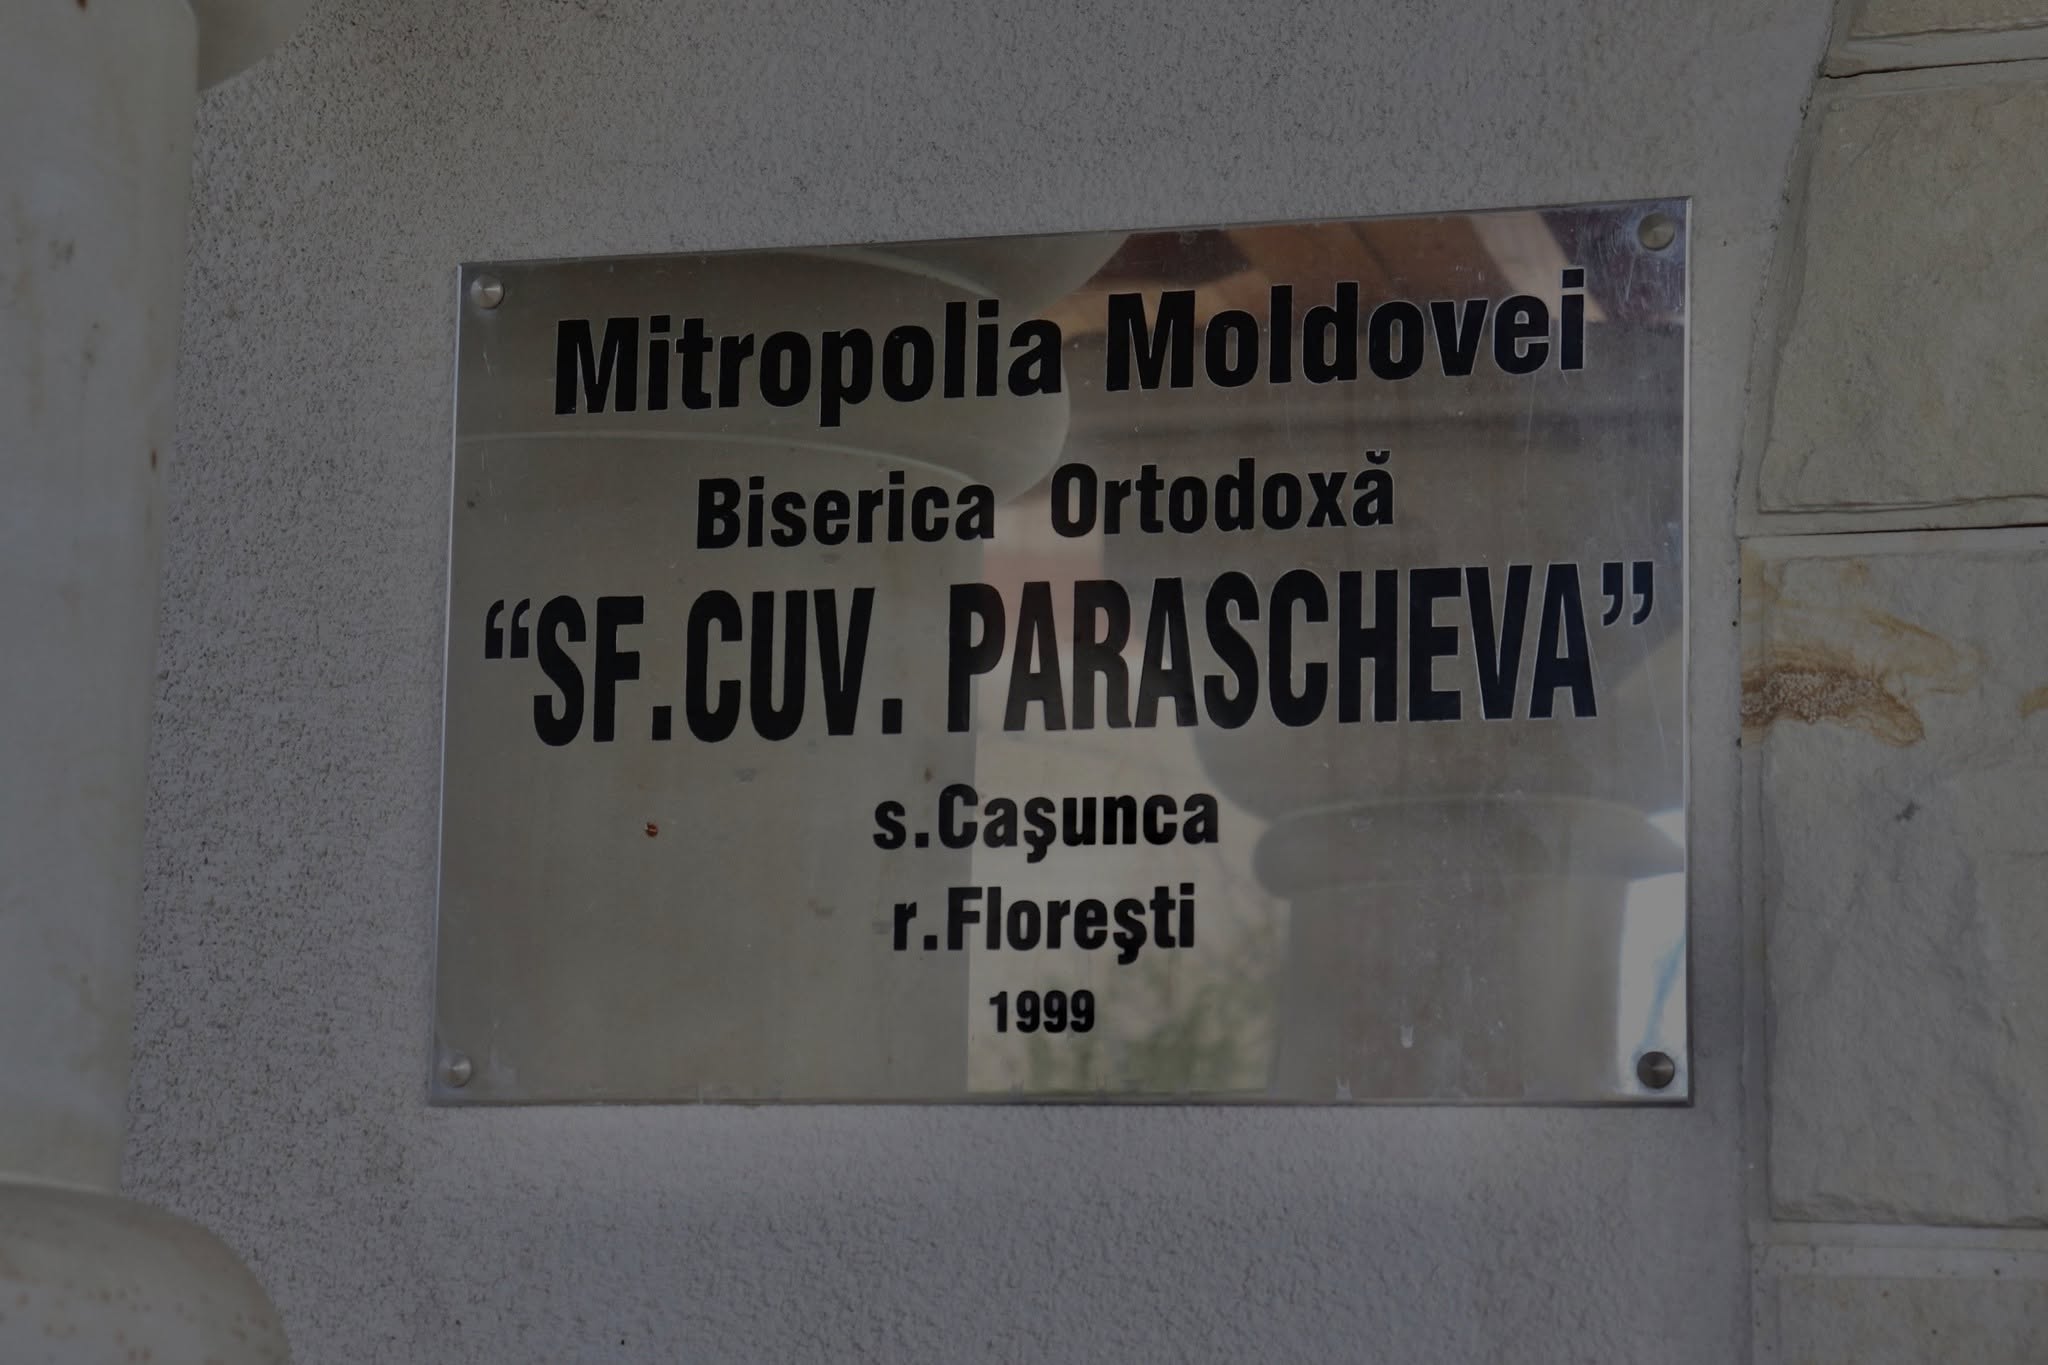 Mitropolia Moldovei
Biserica Ortodoxă
“SF.CUV. PARASCHEVA”
s.Caşunca
r.Floreşti
1999